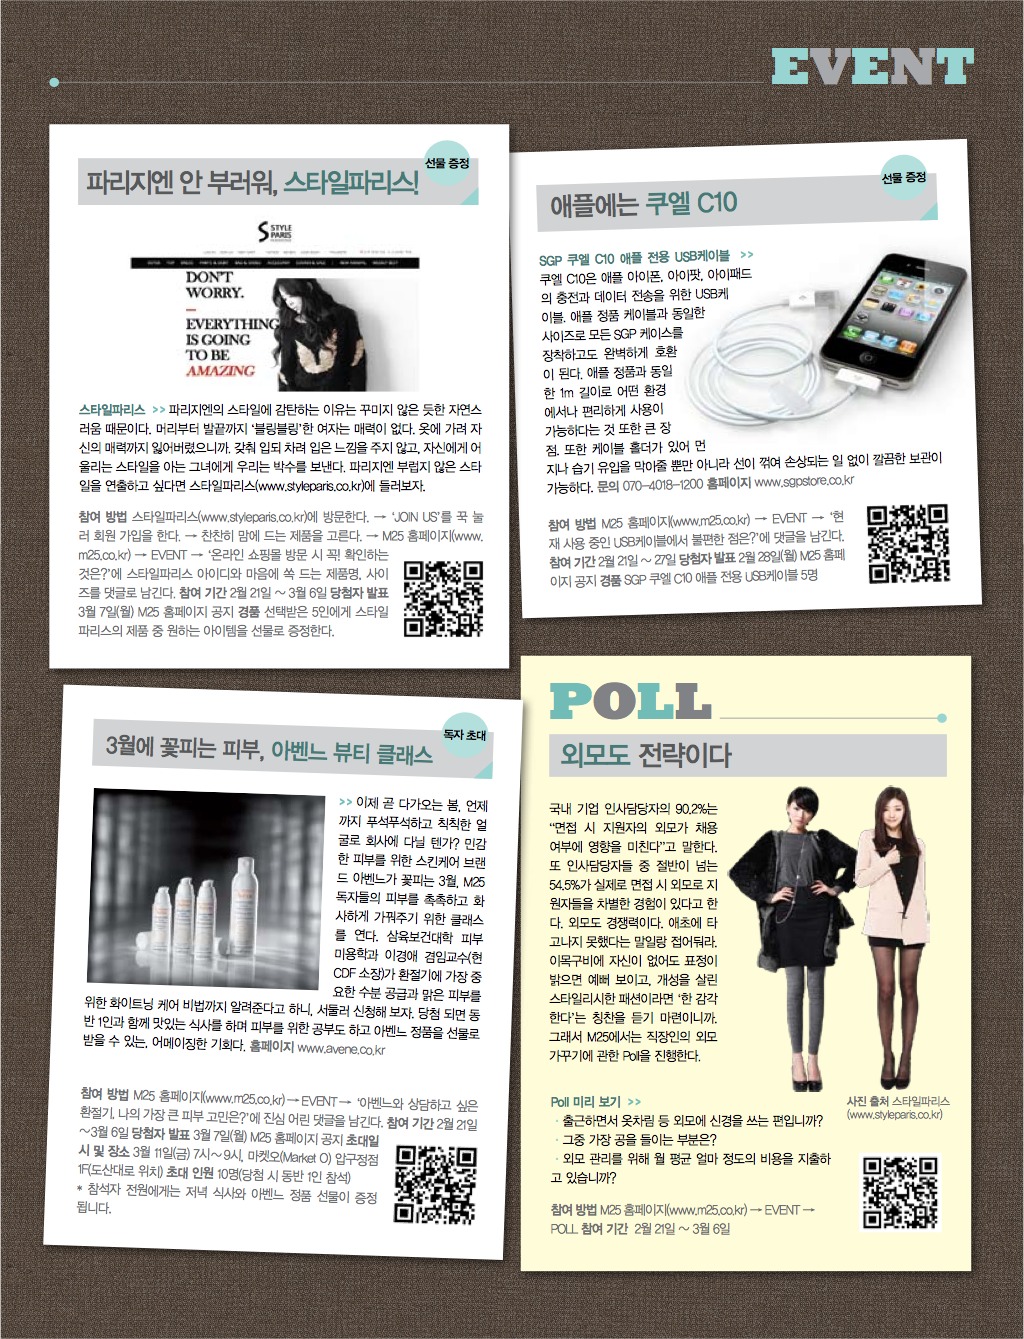 EVENT
선물 증정
파리지엔 안 부러워, 스타일파리스!
STYLE
PARIS
DON'T
WORRY.
EVERYTHING
IS GOING
TO BE
AMAZING
스타일파리스 >> 파리지엔의 스타일에 감탄하는 이유는 꾸미지 않은 듯한 자연스
러움 때문이다. 머리부터 발끝까지 '블링블링'한 여자는 매력이 없다. 옷에 가려 자
신의 매력까지 잃어버렸으니까. 갖춰 입되 차려 입은 느낌을 주지 않고, 자신에게 어
울리는 스타일을 아는 그녀에게 우리는 박수를 보낸다. 파리지엔 부럽지 않은 스타
일을 연출하고 싶다면 스타일파리스(www.styleparis.co.kr)에 들러보자.
참여 방법 스타일파리스(www.styleparis.co.kr)에 방문한다. → 'JOIN US'를 꾹 눌
러 회원 가입을 한다. → 찬찬히 맘에 드는 제품을 고른다. → M25 홈페이지(www.
m25.co.kr) → EVENT → '온라인 쇼핑몰 방문 시 꼭! 확인하는
것은?'에 스타일파리스 아이디와 마음에 쏙 드는 제품명, 사이
즈를 댓글로 남긴다. 참여 기간 2월 21일 ~ 3월 6일 당첨자 발표
3월 7일(월) M25 홈페이지 공지 경품 선택받은 5인에게 스타일
파리스의 제품 중 원하는 아이템을 선물로 증정한다.
선물 증정
애플에는 쿠엘 C10
SGP 쿠엘 C10 애플 전용 USB케이블 >>
쿠엘 C10은 애플 아이폰, 아이팟, 아이패드
의 충전과 데이터 전송을 위한 USB케
이블. 애플 정품 케이블과 동일한
사이즈로 모든 SGP 케이스를
장착하고도 완벽하게 호환
이 된다. 애플 정품과 동일
한 1m 길이로 어떤 환경
에서나 편리하게 사용이
가능하다는 것 또한 큰 장
점. 또한 케이블 홀더가 있어 먼
지나 습기 유입을 막아줄 뿐만 아니라 선이 꺾여 손상되는 일 없이 깔끔한 보관이
가능하다. 문의 070-4018-1200 홈페이지 www.sgpstore.co.kr
참여 방법 M25 홈페이지(www.m25.co.kr) → EVENT → '현
재 사용 중인 USB케이블에서 불편한 점은?'에 댓글을 남긴다.
참여 기간 2월 21일 ~ 27일 당첨자 발표 2월 28일(월) M25 홈페
이지 공지 경품 SGP 쿠엘 C10 애플 전용 USB케이블 5명
독자 초대
3월에 꽃피는 피부, 아벤느 뷰티 클래스
>> 이제 곧 다가오는 봄, 언제
까지 푸석푸석하고 칙칙한 얼
굴로 회사에 다닐 텐가? 민감
한 피부를 위한 스킨케어 브랜
드 아벤느가 꽃피는 3월, M25
독자들의 피부를 촉촉하고 화
사하게 가꿔주기 위한 클래스
를 연다. 삼육보건대학 피부
미용학과 이경애 겸임교수(현
CDF 소장)가 환절기에 가장 중
요한 수분 공급과 맑은 피부를
위한 화이트닝 케어 비법까지 알려준다고 하니, 서둘러 신청해 보자. 당첨 되면 동
반 1인과 함께 맛있는 식사를 하며 피부를 위한 공부도 하고 아벤느 정품을 선물로
받을 수 있는, 어메이징한 기회다. 홈페이지 www.avene.co.kr
참여 방법 M25 홈페이지(www.m25.co.kr)→EVENT→ '아벤느와 상담하고 싶은
환절기, 나의 가장 큰 피부 고민은?'에 진심 어린 댓글을 남긴다. 참여 기간 2월 21일
~3월 6일 당첨자 발표 3월 7일(월) M25 홈페이지 공지 초대일
시 및 장소 3월 11일(금) 7시~9시, 마켓오(Market O) 압구정점
1F(도산대로 위치) 초대 인원 10명(당첨 시 동반 1인 참석)
* 참석자 전원에게는 저녁 식사와 아벤느 정품 선물이 증정
됩니다.
POLL
외모도 전략이다
국내 기업 인사담당자의 90.2%는
"면접 시 지원자의 외모가 채용
여부에 영향을 미친다"고 말한다.
또 인사담당자들 중 절반이 넘는
54.5%가 실제로 면접 시 외모로 지
원자들을 차별한 경험이 있다고 한
다. 외모도 경쟁력이다. 애초에 타
고나지 못했다는 말일랑 접어둬라.
이목구비에 자신이 없어도 표정이
밝으면 예뻐 보이고, 개성을 살린
스타일리시한 패션이라면 '한 감각
한다'는 칭찬을 듣기 마련이니까.
그래서 M25에서는 직장인의 외모
가꾸기에 관한 Poll을 진행한다.
Poll 미리 보기 >>
· 출근하면서 옷차림 등 외모에 신경을 쓰는 편입니까?
· 그중 가장 공을 들이는 부분은?
· 외모 관리를 위해 월 평균 얼마 정도의 비용을 지출하
고 있습니까?
사진 출처 스타일파리스
(www.styleparis.co.kr)
참여 방법 M25 홈페이지(www.m25.co.kr) → EVENT →
POLL 참여 기간 2월 21일 ~ 3월 6일